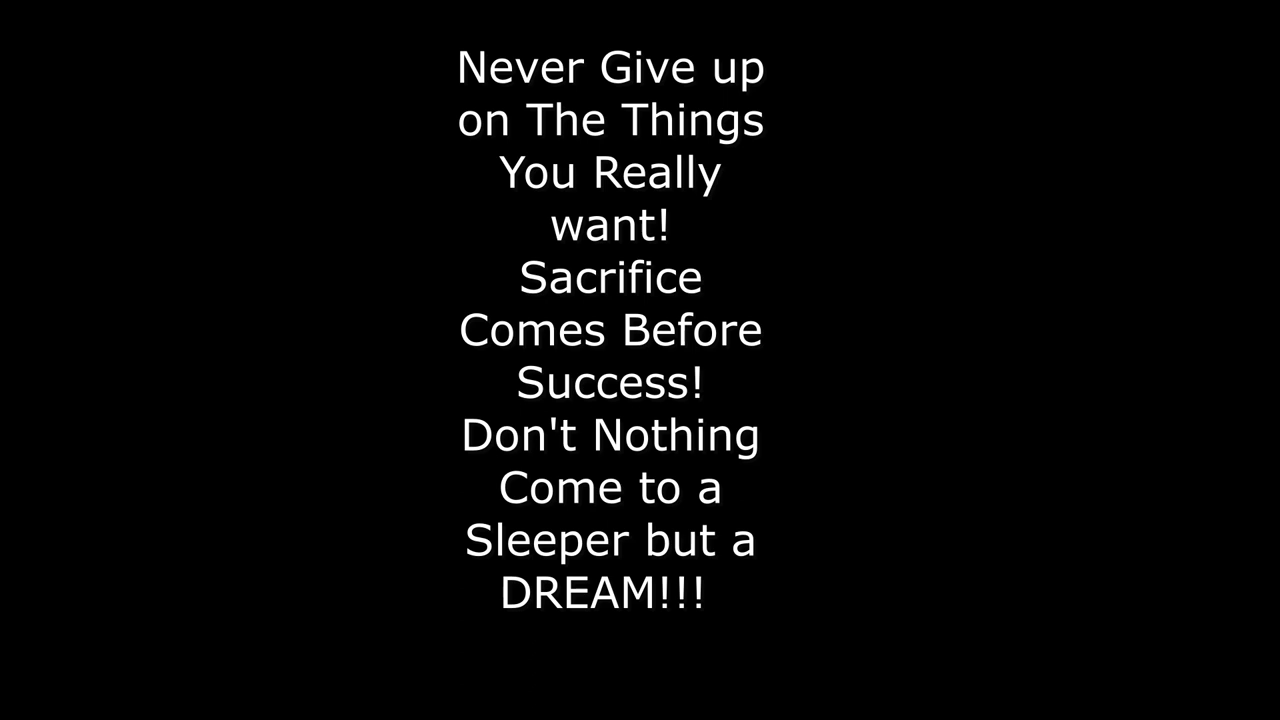 Never Give up
on The Things
You Really
want!
Sacrifice
Comes Before
Success!
Don't Nothing
Come to a
Sleeper but a
DREAM!!!